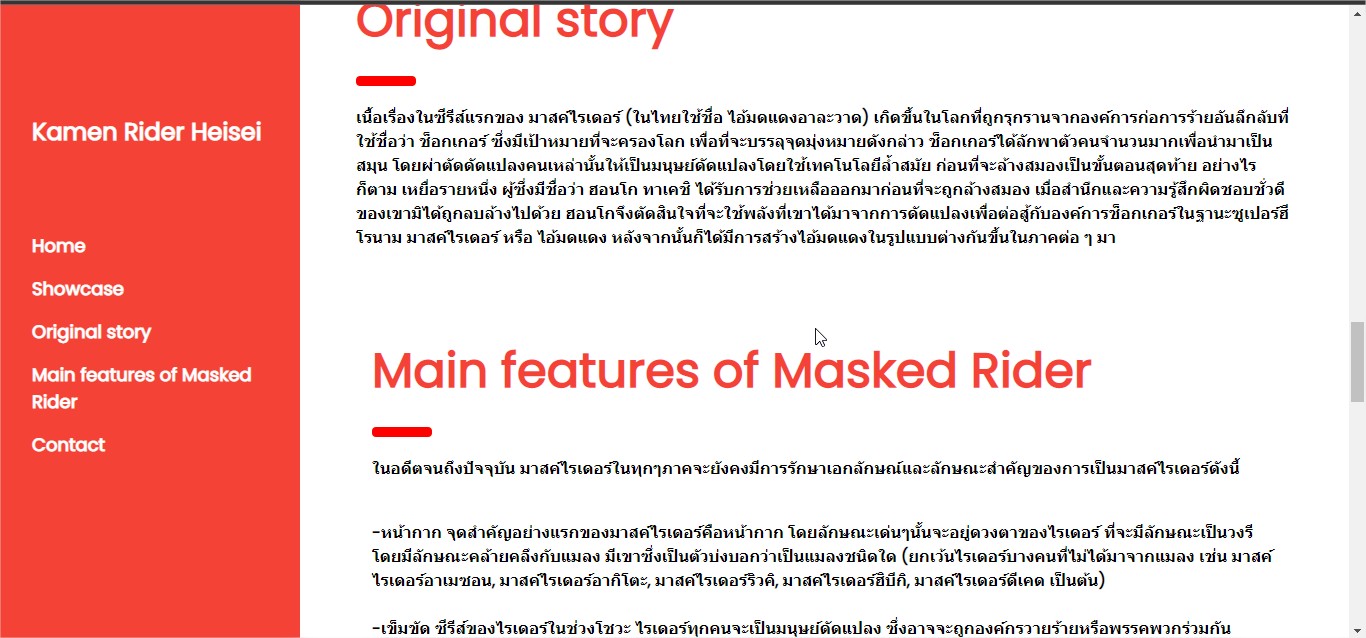 Kamen Rider Heisei
Home
Showcase
Original story
Main features of Masked
Rider
Contact
Original story
เนื้อเรื่องในซีรีส์แรกของ มาสค์ไรเดอร์ (ในไทยใช้ชื่อ ไอ้มดแดงอาละวาด) เกิดขึ้นในโลกที่ถูกรุกรานจากองค์การก่อการร้ายอันลึกลับที่
ใช้ชื่อว่า ช็อกเกอร์ ซึ่งมีเป้าหมายที่จะครองโลก เพื่อที่จะบรรลุจุดมุ่งหมายดังกล่าว ช็อกเกอร์ได้ลักพาตัวคนจำนวนมากเพื่อนำมาเป็น
สมุน โดยผ่าตัดดัดแปลงคนเหล่านั้นให้เป็นมนุษย์ดัดแปลงโดยใช้เทคโนโลยีล้ำสมัย ก่อนที่จะล้างสมองเป็นขั้นตอนสุดท้าย อย่างไร
ก็ตาม เหยื่อรายหนึ่ง ผู้ซึ่งมีชื่อว่า ฮอนโก ทาเคชิ ได้รับการช่วยเหลือออกมาก่อนที่จะถูกล้างสมอง เมื่อสำนึกและความรู้สึกผิดชอบชั่วดี
ของเขามิได้ถูกลบล้างไปด้วย ฮอนโกจึงตัดสินใจที่จะใช้พลังที่เขาได้มาจากการดัดแปลงเพื่อต่อสู้กับองค์การช็อกเกอร์ในฐานะซูเปอร์ฮี
โรนาม มาสค์ไรเดอร์ หรือ ไอ้มดแดง หลังจากนั้นก็ได้มีการสร้างไอ้มดแดงในรูปแบบต่างกันขึ้นในภาคต่อ ๆ มา
Main features of Masked Rider
ในอดีตจนถึงปัจจุบัน มาสค์ไรเดอร์ในทุกๆภาคจะยังคงมีการรักษาเอกลักษณ์และลักษณะสำคัญของการเป็นมาสค์ไรเดอร์ดังนี้
-หน้ากาก จุดสำคัญอย่างแรกของมาสค์ไรเดอร์คือหน้ากาก โดยลักษณะเด่นๆนั้นจะอยู่ดวงตาของไรเดอร์ ที่จะมีลักษณะเป็นวงรี
โดยมีลักษณะคล้ายคลึงกับแมลง มีเขาซึ่งเป็นตัวบ่งบอกว่าเป็นแมลงชนิดใด (ยกเว้นไรเดอร์บางคนที่ไม่ได้มาจากแมลง เช่น มาสค์
ไรเดอร์อาเมซอน, มาสค์ไรเดอร์อากิโตะ, มาสค์ไรเดอร์ริวคิ, มาสค์ไรเดอร์ฮิบีกิ, มาสค์ไรเดอร์ดีเคด เป็นต้น)
-เข็มขัด ซีรีส์ของไรเดอร์ในช่วงโชวะ ไรเดอร์ทุกคนจะเป็นมนุษย์ดัดแปลง ซึ่งอาจจะถูกองค์กรวายร้ายหรือพรรคพวกร่วมกัน